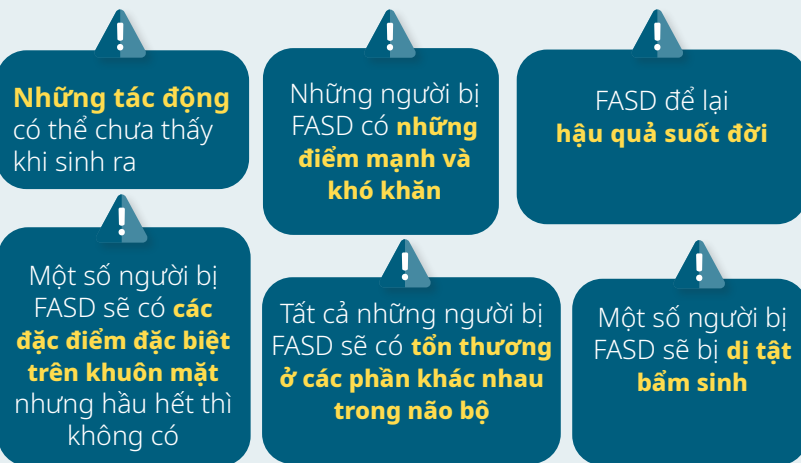 Những tác động
có thể chưa thấy
khi sinh ra
Những người bị
FASD có những
điểm mạnh và
khó khăn
FASD để lại
hậu quả suốt đời
Một số người bị
FASD sẽ có các
đặc điểm đặc biệt
trên khuôn mặt
nhưng hầu hết thì
không có
Tất cả những người bị
FASD sẽ có tổn thương
ở các phần khác nhau
trong não bộ
Một số người bị
FASD sẽ bị dị tật
bẩm sinh